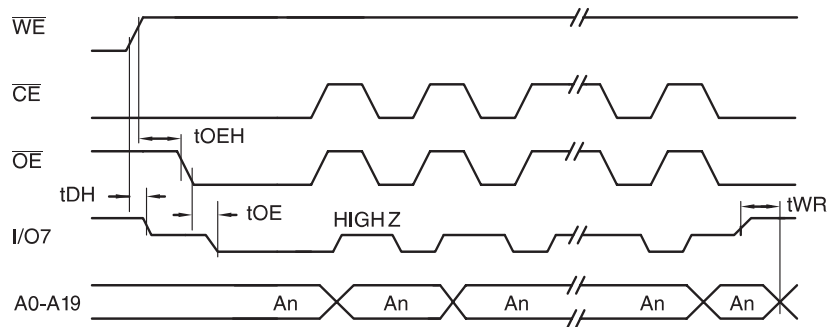 WE
CE
tOEH
OE
tDH
tOE
tWR
HIGH Z
I/O7
A0-A19 An An An An An